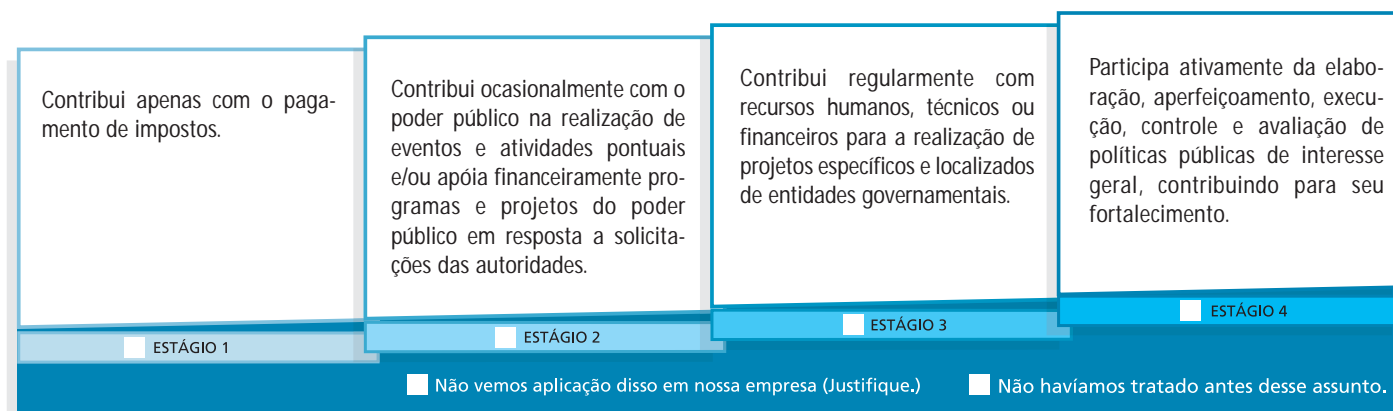 Contribui apenas com o paga-
mento de impostos.
ESTÁGIO 1
Contribui ocasionalmente com o
poder público na realização de
eventos e atividades pontuais
e/ou apóia financeiramente pro-
gramas e projetos do poder
público em resposta a solicita-
ções das autoridades.
ESTÁGIO 2
Contribui regularmente com
recursos humanos, técnicos ou
financeiros para a realização de
projetos específicos e localizados
de entidades governamentais.
ESTÁGIO 3
Participa ativamente da elabo-
ração, aperfeiçoamento, execu-
ção, controle e avaliação de
políticas públicas de interesse
geral, contribuindo para seu
fortalecimento.
ESTÁGIO 4
Não vemos aplicação disso em nossa empresa (Justifique.)
Não havíamos tratado antes desse assunto.